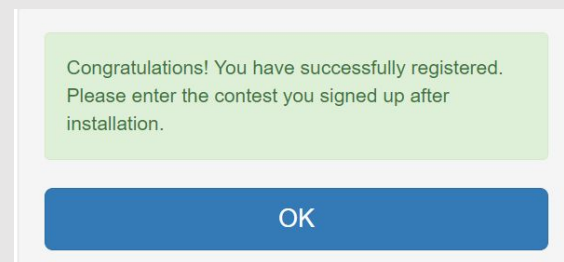 Congratulations! You have successfully registered.
Please enter the contest you signed up after
installation.
OK